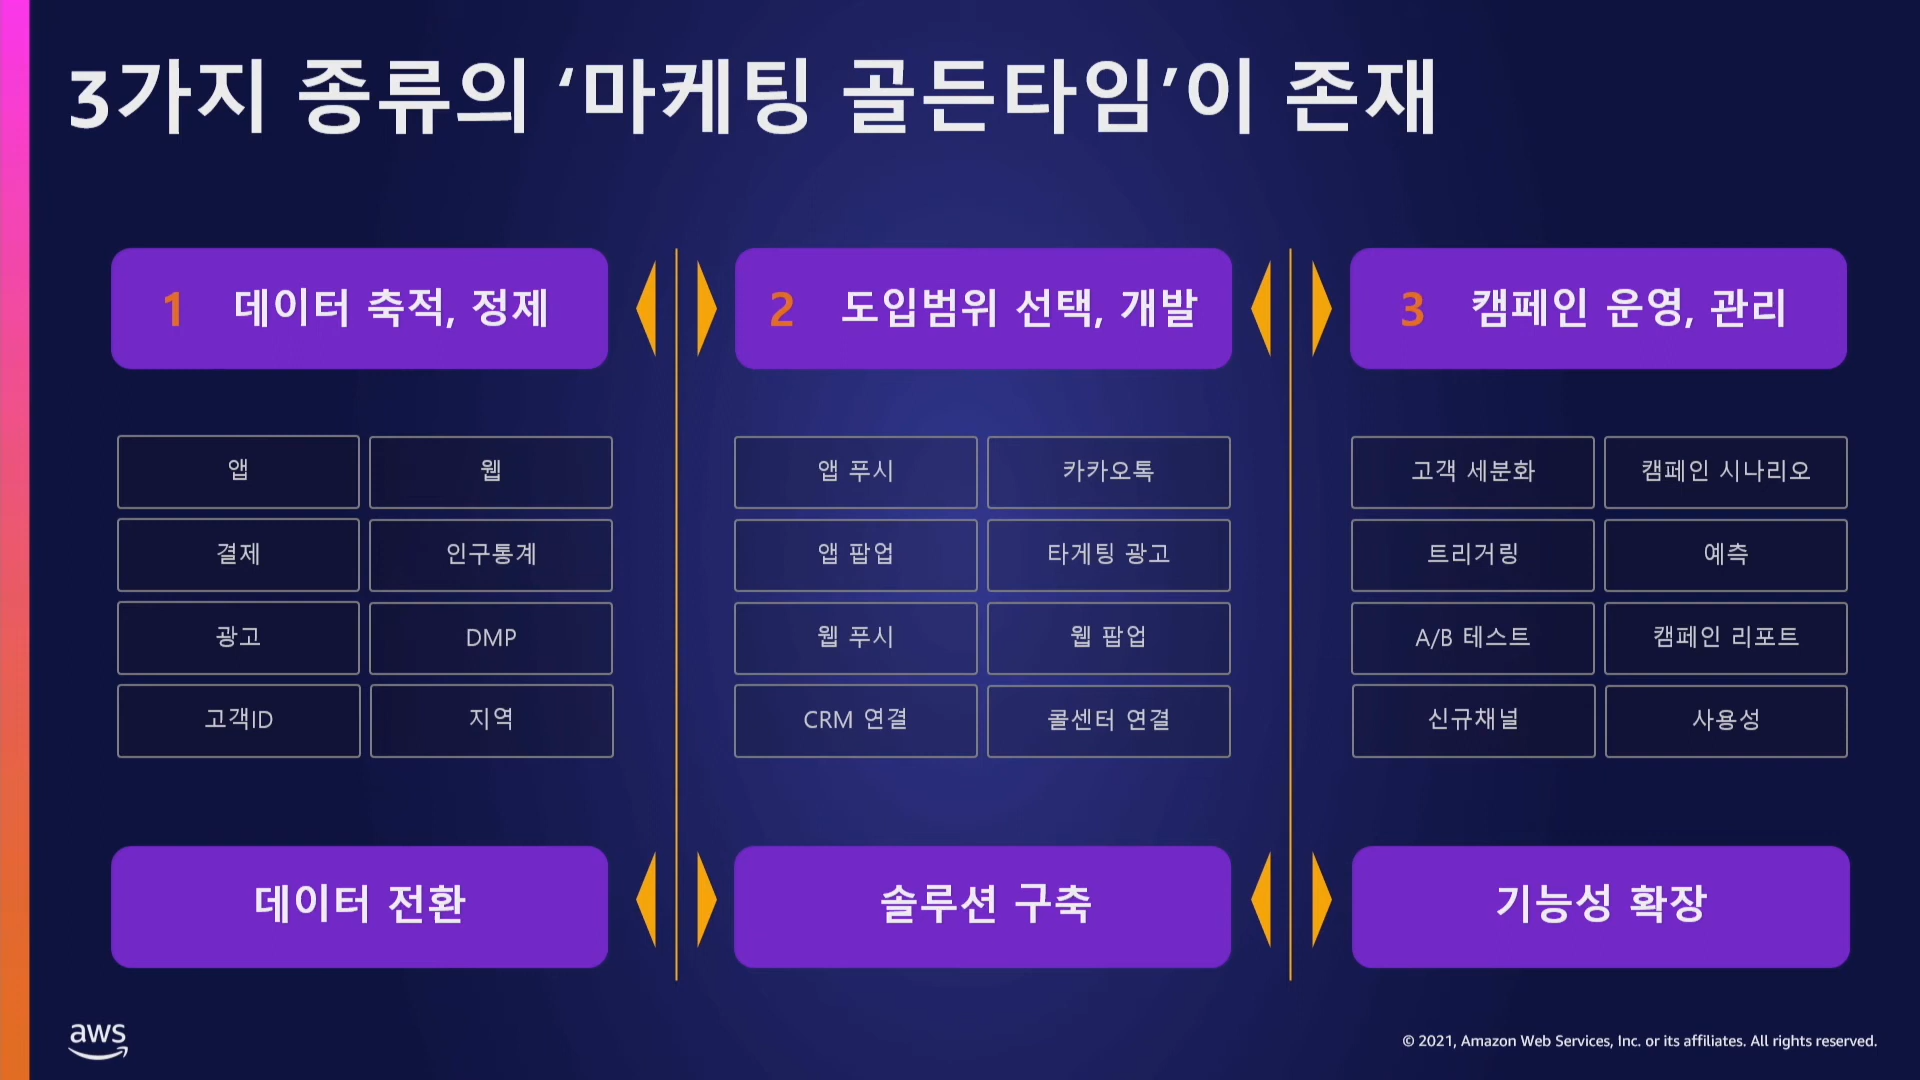 3가지 종류의 ‘마케팅 골든타임’이 존재
1 데이터 축적, 정제
2 도입범위 선택, 개발
3 캠페인 운영, 관리
앱 웹
결제 인구통계
광고 DMP
고객ID 지역
앱 푸시 카카오톡
앱 팝업 타게팅 광고
웹 푸시 웹 팝업
CRM 연결 콜센터 연결
고객 세분화 캠페인 시나리오
트리거링 예측
A/B 테스트 캠페인 리포트
신규채널 사용성
데이터 전환
솔루션 구축
기능성 확장
aws
© 2021, Amazon Web Services, Inc. or its affiliates. All rights reserved.